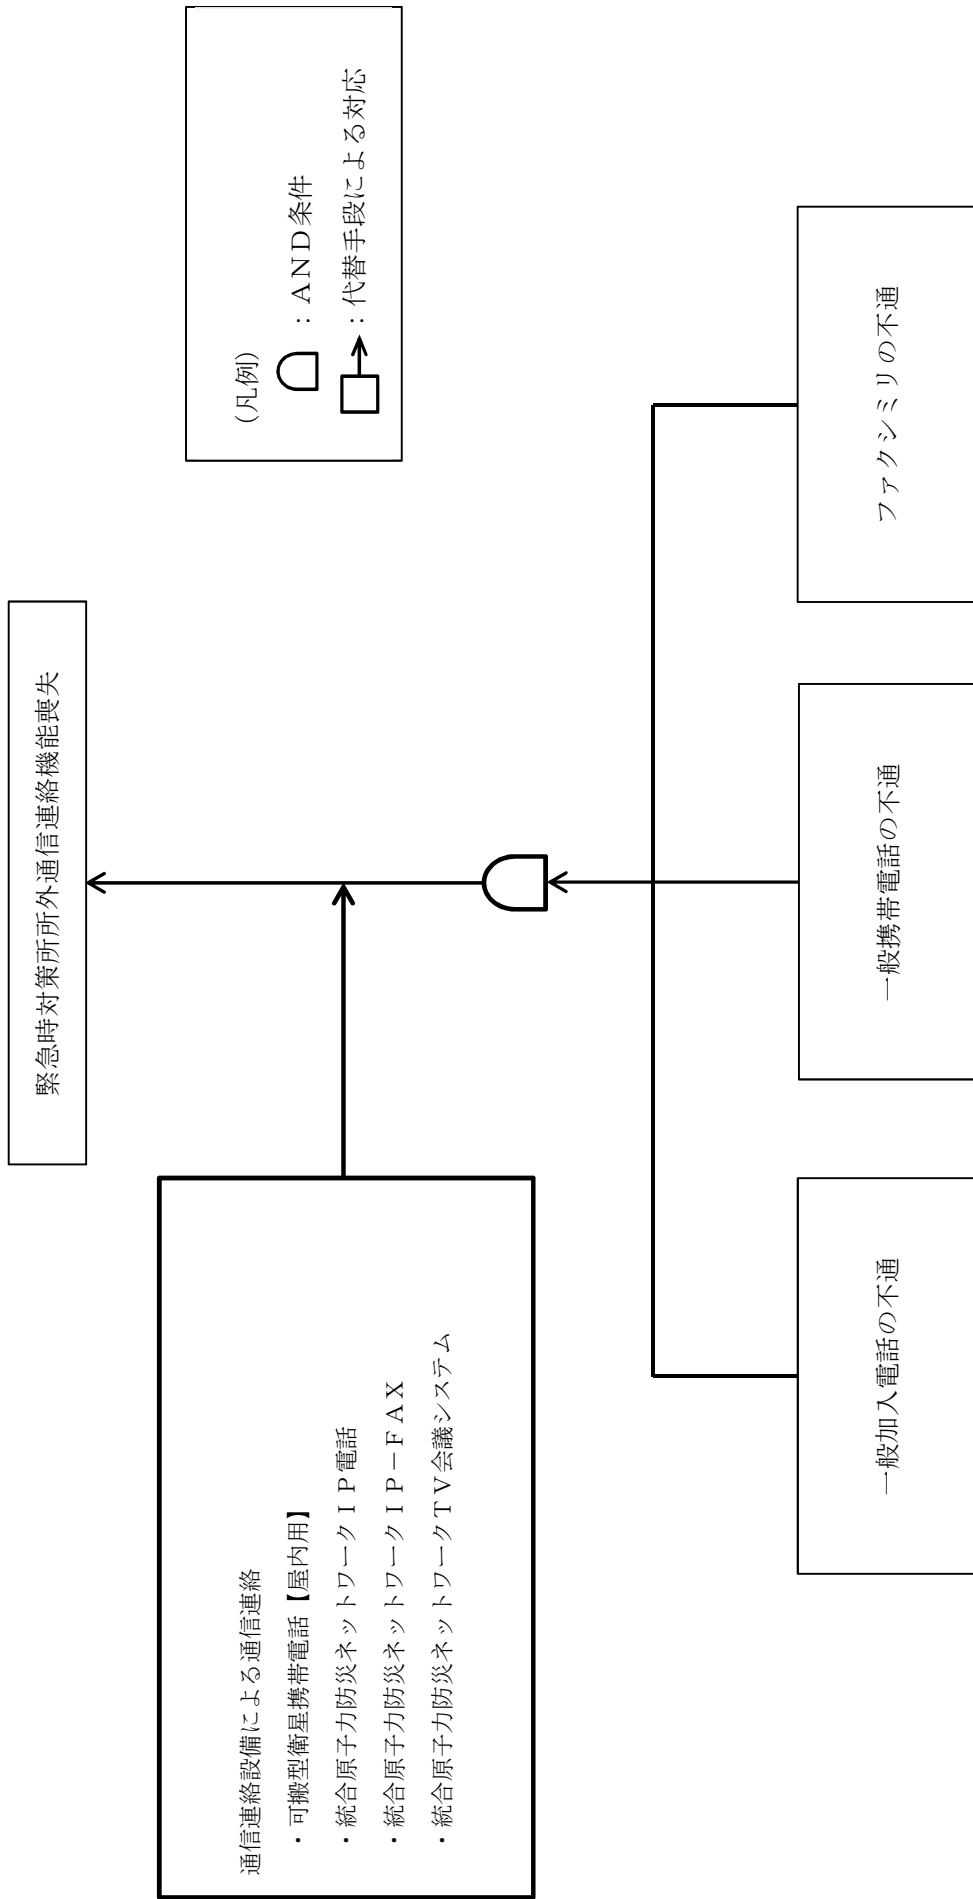 緊急時対策所所外通信連絡機能喪失
(凡例)
：ＡＮＤ条件
：代替手段による対応
通信連絡設備による通信連絡
・可搬型衛星携帯電話【屋内用】
・統合原子力防災ネットワークＩＰ電話
・統合原子力防災ネットワークＩＰ－ＦＡＸ
・統合原子力防災ネットワークＴＶ会議システム
一般加入電話の不通
一般携帯電話の不通
ファクシミリの不通